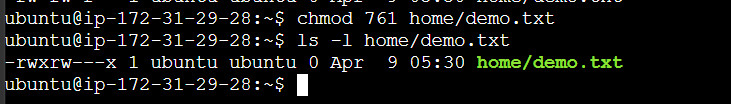 ubuntu@ip-172-31-29-28:~$ chmod 761 home/demo.txt
ubuntu@ip-172-31-29-28:~$ ls -l home/demo.txt
-rwxrw---x 1 ubuntu ubuntu 0 Apr  9 05:30 home/demo.txt
ubuntu@ip-172-31-29-28:~$